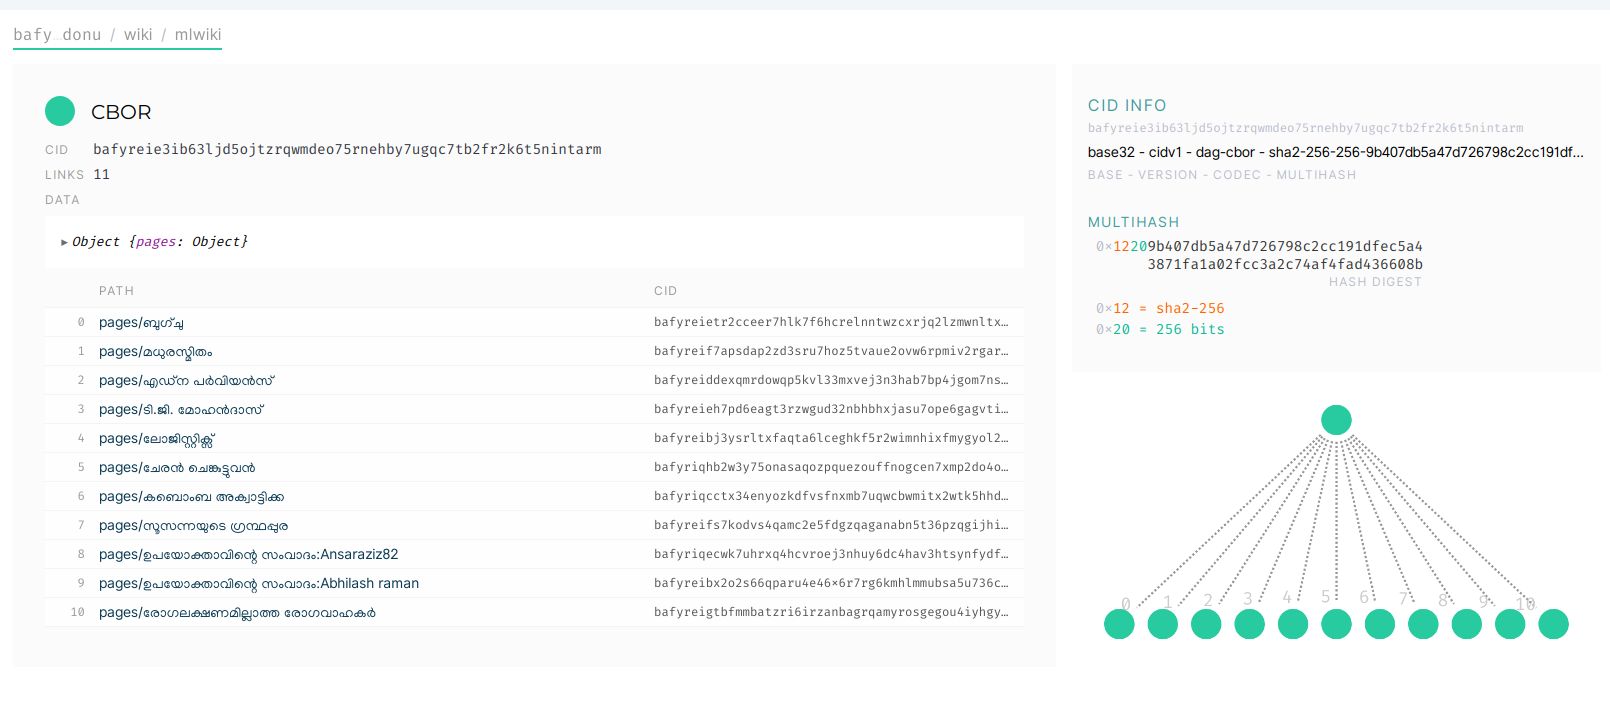 bafy…donu / wiki / mlwiki
CBOR
CID bafyreie3ib63ljd5ojtzrqwmdeo75rnehby7ugqc7tb2fr2k6t5nintarm
LINKS 11
DATA
▸ Object {pages: Object}
PATH CID
0 pages/ബുഗ്ചു bafyreietr2cceer7hlk7f6hcrelnntwzcxrjq2lzmwnltx…
1 pages/മധുരസ്മിതം bafyreif7apsdap2zd3sru7hoz5tvaue2ovw6rpmiv2rgar…
2 pages/എഡ്ന പർവിയൻസ് bafyreiddexqmrdowqp5kvl33mxvej3n3hab7bp4jgom7ns…
3 pages/ടി.ജി. മോഹൻദാസ് bafyreieh7pd6eagt3rzwgud32nbhbhxjasu7ope6gagvti…
4 pages/ലോജിസ്റ്റിക്സ് bafyreibj3ysrltxfaqta6lceghkf5r2wimnhixfmygyol2…
5 pages/ചേരൻ ചെങ്കുട്ടുവൻ bafyriqhb2w3y75onasaqozpquezouffnogcen7xmp2do4o…
6 pages/കബൊംബ അക്വാട്ടിക്ക bafyriqcctx34enyozkdfvsfnxmb7uqwcbwmitx2wtk5hhd…
7 pages/സൂസന്നയുടെ ഗ്രന്ഥപ്പുര bafyreifs7kodvs4qamc2e5fdgzqaganabn5t36pzqgijhi…
8 pages/ഉപയോക്താവിന്റെ സംവാദം:Ansaraziz82 bafyriqecwk7uhrxq4hcvroej3nhuy6dc4hav3htsynfydf…
9 pages/ഉപയോക്താവിന്റെ സംവാദം:Abhilash raman bafyreibx2o2s66qparu4e46x6r7rg6kmhlmmubsa5u736c…
10 pages/രോഗലക്ഷണമില്ലാത്ത രോഗവാഹകർ bafyreigtbfmmbatzri6irzanbagrqamyrosgegou4iyhgy…
CID INFO
bafyreie3ib63ljd5ojtzrqwmdeo75rnehby7ugqc7tb2fr2k6t5nintarm
base32 - cidv1 - dag-cbor - sha2-256-256-9b407db5a47d726798c2cc191df…
BASE - VERSION - CODEC - MULTIHASH
MULTIHASH
0×12209b407db5a47d726798c2cc191dfec5a4
3871fa1a02fcc3a2c74af4fad436608b
HASH DIGEST
0×12 = sha2-256
0×20 = 256 bits
0 1 2 3 4 5 6 7 8 9 10